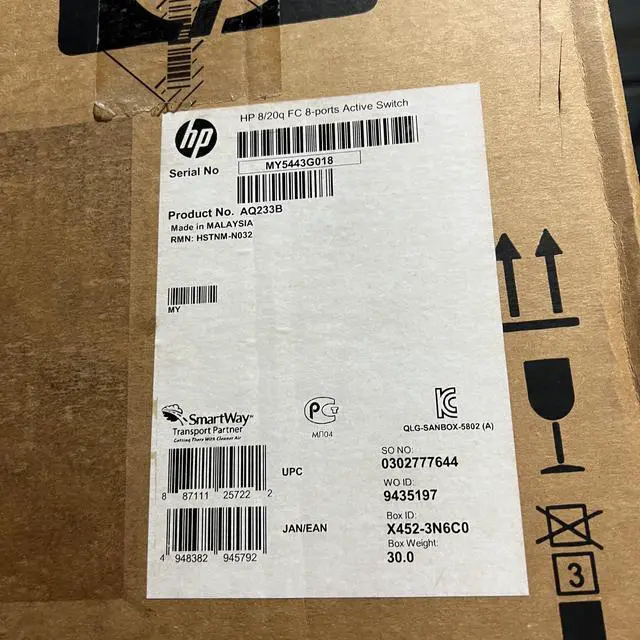 HP 8/20q FC 8-ports Active Switch
hp
Serial No
MY5443G018
Product No. AQ233B
Made in MALAYSIA
RMN: HSTNM-N032
MY
SmartWay™
Transport Partner
Getting There With Cleaner Air
МЛ04
QLG-SANBOX-5802 (A)
8 87111 25722 2
UPC
4 948382 945792
JAN/EAN
SO NO:
0302777644
WO ID:
9435197
Box ID:
X452-3N6C0
Box Weight:
30.0
3